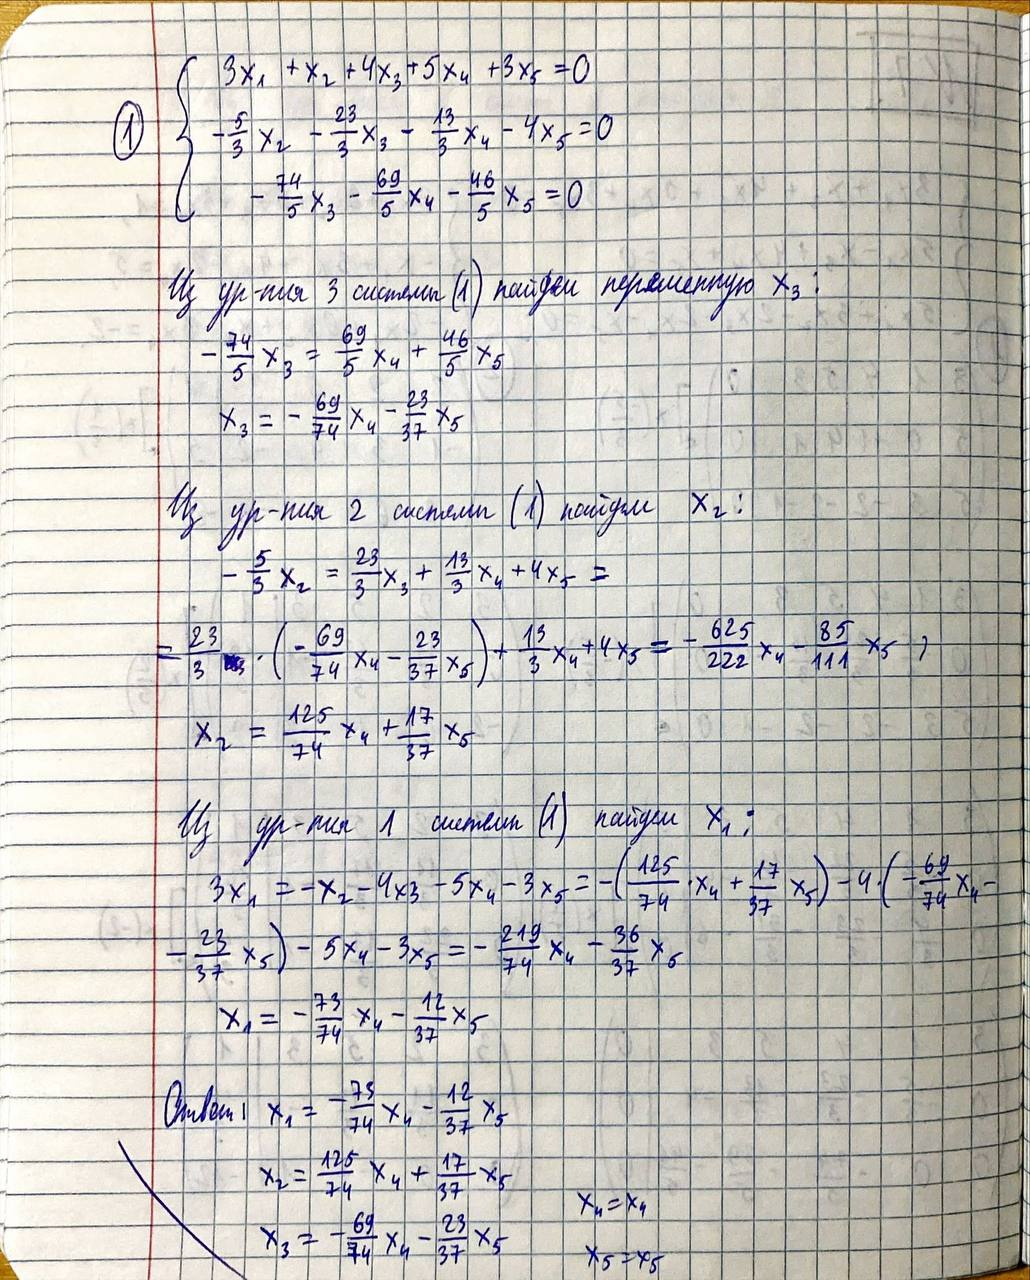 3x₁ + x₂ + 4x₃ + 5x₄ + 3x₅ = 0
① { -5/3 x₂ - 23/3 x₃ - 13/3 x₄ - 4x₅ = 0
-74/5 x₃ - 69/5 x₄ - 46/5 x₅ = 0
Из ур-ния 3 системы (1) найдем переменную x₃:
-74/5 x₃ = 69/5 x₄ + 46/5 x₅
x₃ = -69/74 x₄ - 23/37 x₅
Из ур-ния 2 системы (1) найдем x₂:
-5/3 x₂ = 23/3 x₃ + 13/3 x₄ + 4x₅ =
= 23/3 · (-69/74 x₄ - 23/37 x₅) + 13/3 x₄ + 4x₅ = -625/222 x₄ - 85/111 x₅ ;
x₂ = 125/74 x₄ + 17/37 x₅
Из ур-ния 1 системы (1) найдем x₁:
3x₁ = -x₂ - 4x3 - 5x₄ - 3x₅ = -(125/74 · x₄ + 17/37 x₅) - 4 · (-69/74 x₄ -
- 23/37 x₅) - 5x₄ - 3x₅ = -219/74 x₄ - 36/37 x₅
x₁ = -73/74 x₄ - 12/37 x₅
Ответ: x₁ = -73/74 x₄ - 12/37 x₅
x₂ = 125/74 x₄ + 17/37 x₅
x₄ = x₄
x₃ = -69/74 x₄ - 23/37 x₅
x₅ = x₅